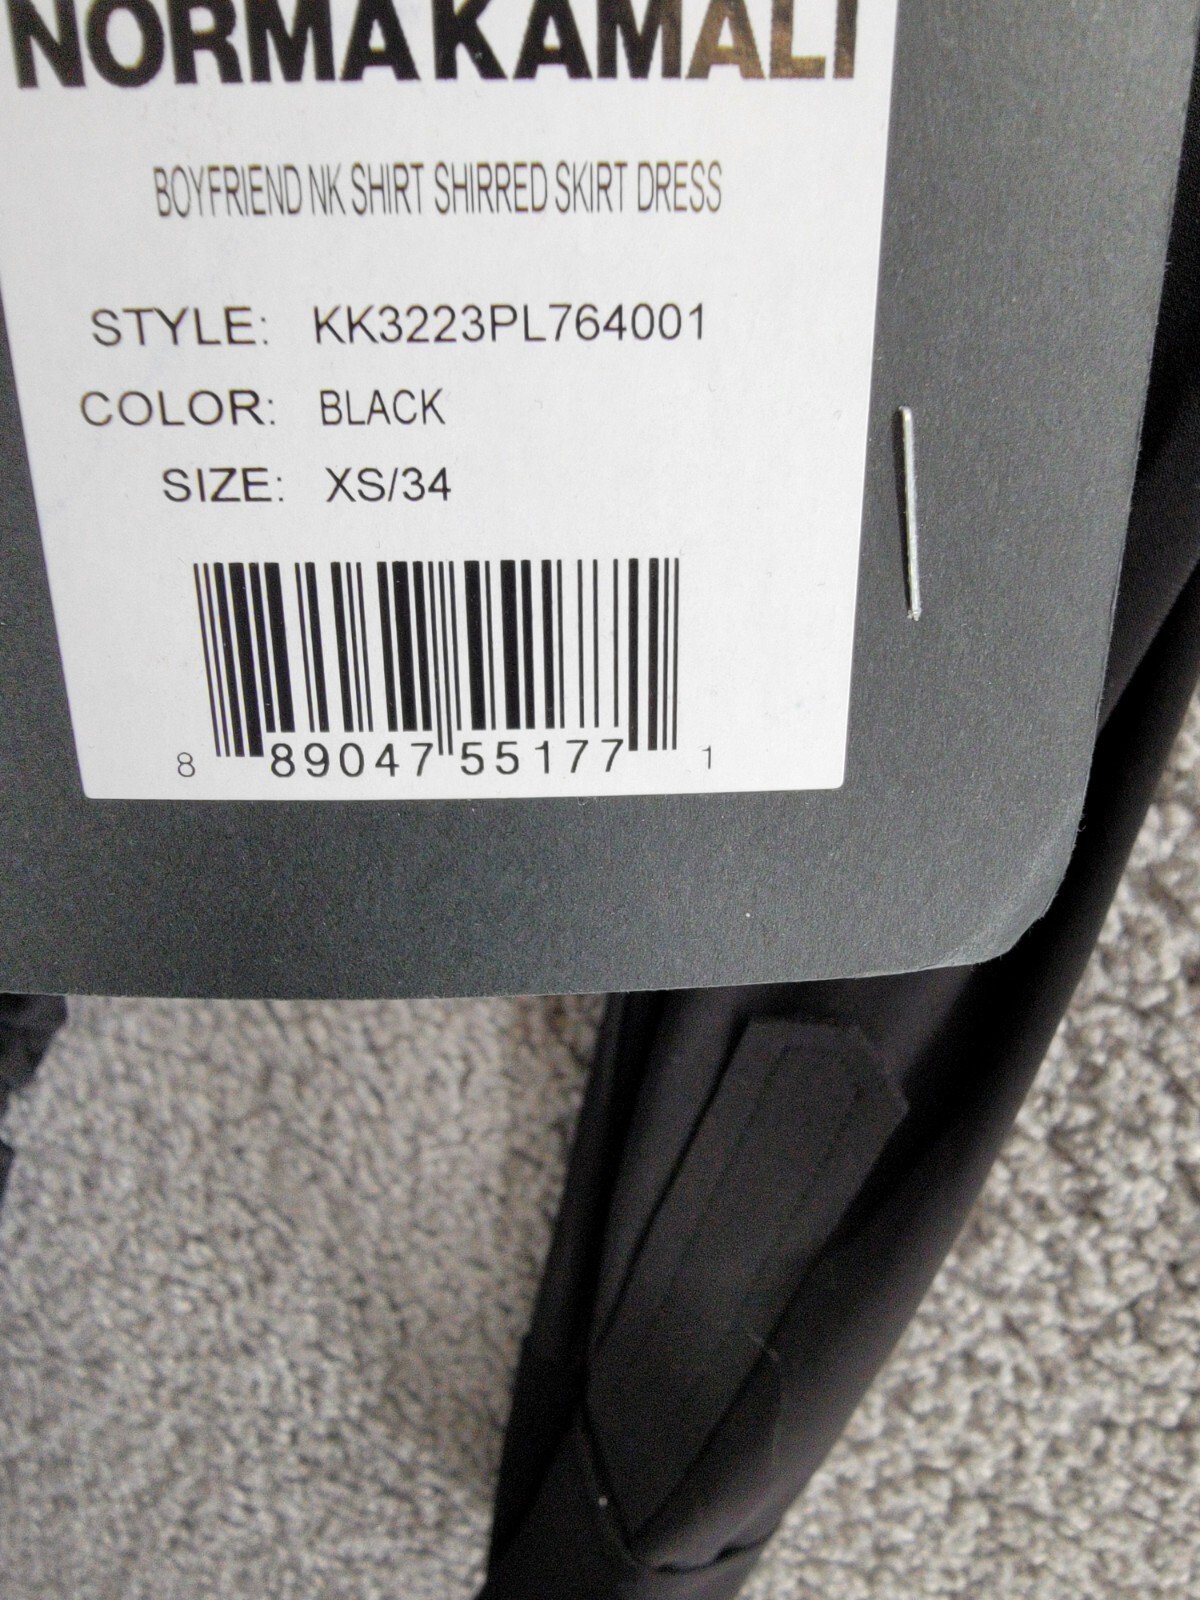 NORMA KAMALI
BOYFRIEND NK SHIRT SHIRRED SKIRT DRESS
STYLE: KK3223PL764001
COLOR: BLACK
SIZE: XS/34
8 89047 55177 1